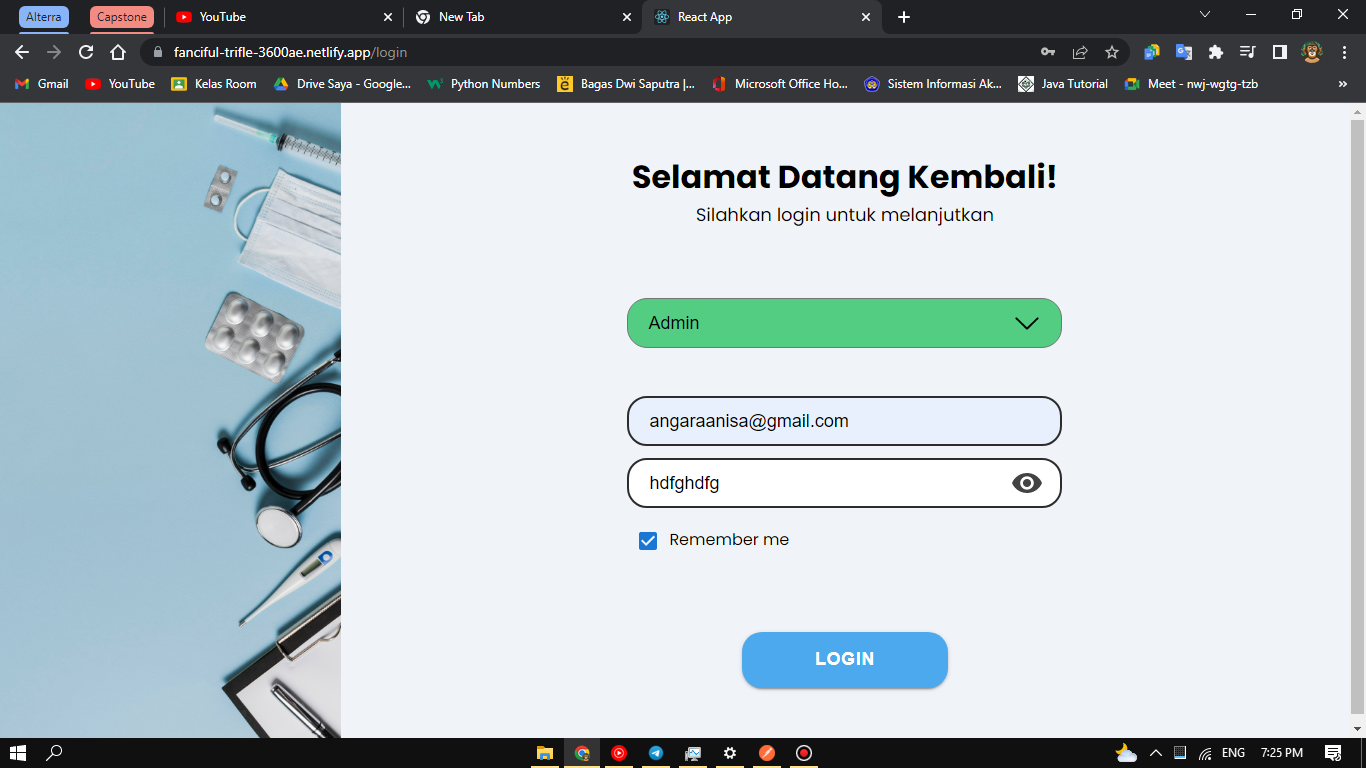 Alterra
Capstone
YouTube
New Tab
React App
fanciful-trifle-3600ae.netlify.app/login
Gmail
YouTube
Kelas Room
Drive Saya - Google...
Python Numbers
Bagas Dwi Saputra |...
Microsoft Office Ho...
Sistem Informasi Ak...
Java Tutorial
Meet - nwj-wgtg-tzb
»
Selamat Datang Kembali!
Silahkan login untuk melanjutkan
Admin
angaraanisa@gmail.com
hdfghdfg
Remember me
LOGIN
ENG
7:25 PM